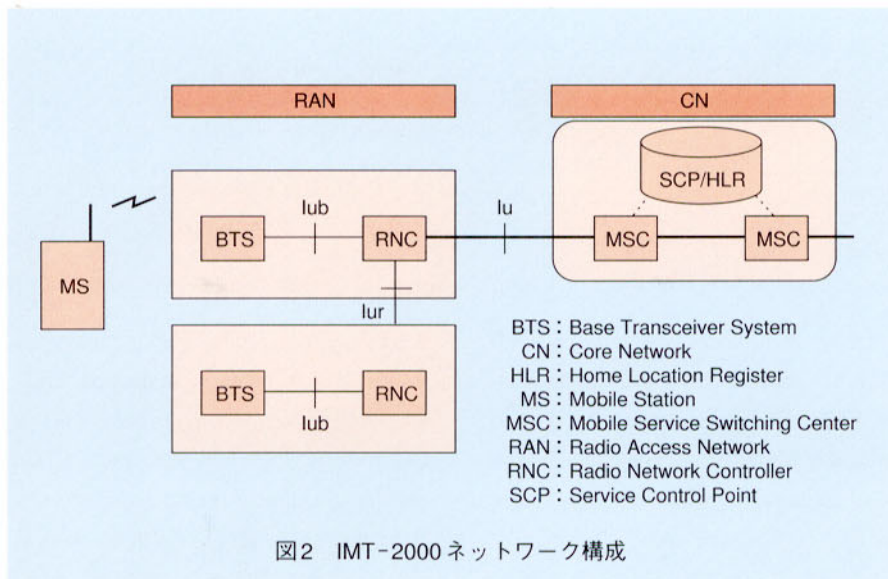 RAN
CN
SCP/HLR
Iub
Iu
BTS
RNC
MSC
MSC
MS
Iur
BTS
RNC
Iub
BTS：Base Transceiver System
CN：Core Network
HLR：Home Location Register
MS：Mobile Station
MSC：Mobile Service Switching Center
RAN：Radio Access Network
RNC：Radio Network Controller
SCP：Service Control Point
図2 IMT-2000ネットワーク構成